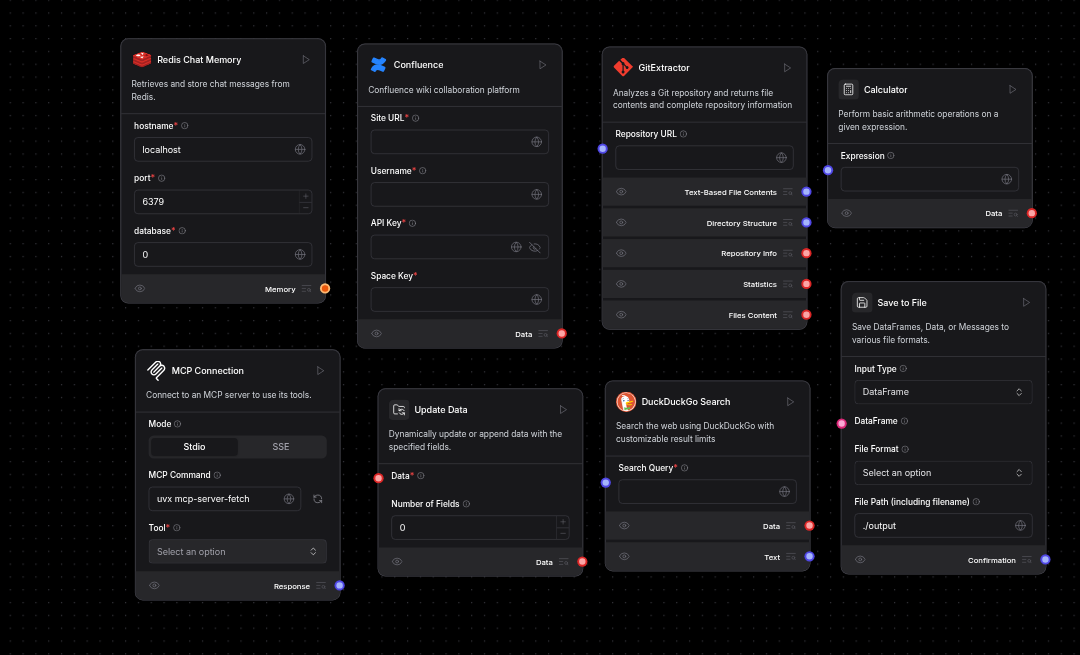 Redis Chat Memory
Retrieves and store chat messages from
Redis.
hostname*
localhost
port*
6379
database*
0
Memory
Confluence
Confluence wiki collaboration platform
Site URL*
Username*
API Key*
Space Key*
Data
GitExtractor
Analyzes a Git repository and returns file
contents and complete repository information
Repository URL
Text-Based File Contents
Directory Structure
Repository Info
Statistics
Files Content
Calculator
Perform basic arithmetic operations on a
given expression.
Expression
Data
MCP Connection
Connect to an MCP server to use its tools.
Mode
Stdio SSE
MCP Command
uvx mcp-server-fetch
Tool*
Select an option
Response
Update Data
Dynamically update or append data with the
specified fields.
Data*
Number of Fields
0
Data
DuckDuckGo Search
Search the web using DuckDuckGo with
customizable result limits
Search Query*
Data
Text
Save to File
Save DataFrames, Data, or Messages to
various file formats.
Input Type
DataFrame
DataFrame
File Format
Select an option
File Path (including filename)
./output
Confirmation